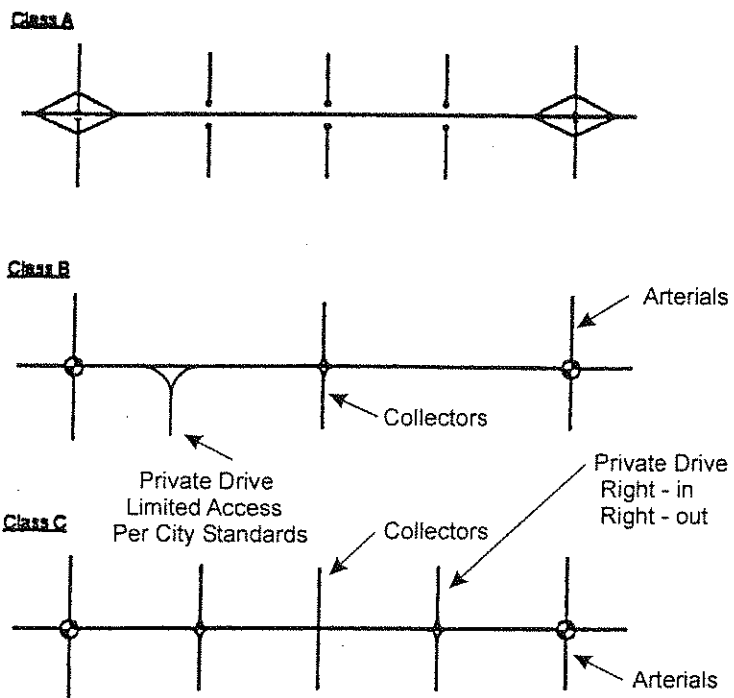 Class A
Class B
Arterials
Collectors
Private Drive
Limited Access
Per City Standards
Private Drive
Right - in
Right - out
Class C
Collectors
Arterials